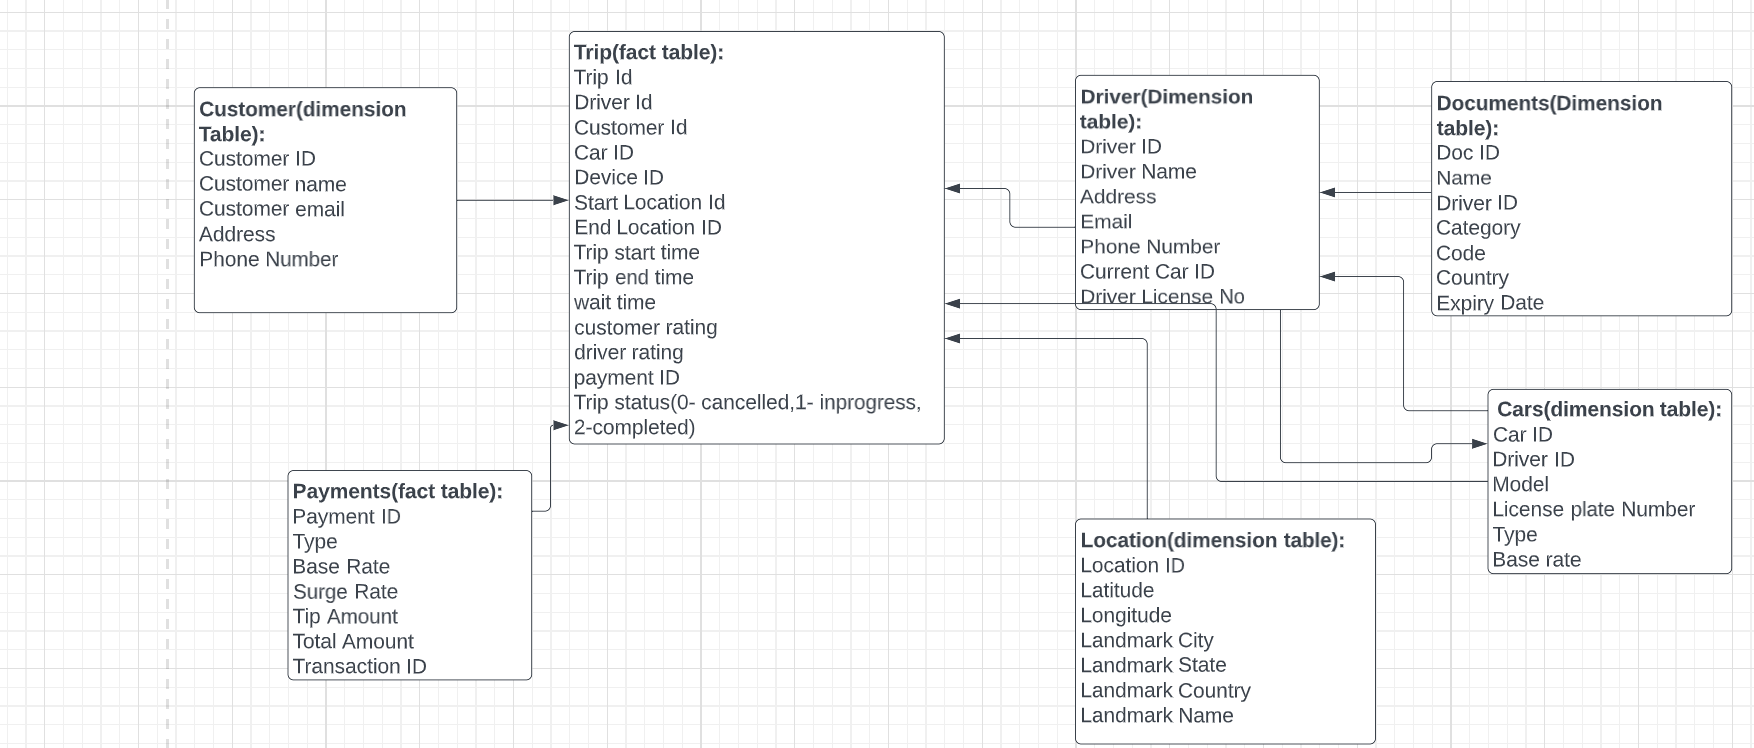 Customer(dimension
Table):
Customer ID
Customer name
Customer email
Address
Phone Number
Trip(fact table):
Trip Id
Driver Id
Customer Id
Car ID
Device ID
Start Location Id
End Location ID
Trip start time
Trip end time
wait time
customer rating
driver rating
payment ID
Trip status(0- cancelled,1- inprogress,
2-completed)
Driver(Dimension
table):
Driver ID
Driver Name
Address
Email
Phone Number
Current Car ID
Driver License No
Documents(Dimension
table):
Doc ID
Name
Driver ID
Category
Code
Country
Expiry Date
Payments(fact table):
Payment ID
Type
Base Rate
Surge Rate
Tip Amount
Total Amount
Transaction ID
Location(dimension table):
Location ID
Latitude
Longitude
Landmark City
Landmark State
Landmark Country
Landmark Name
Cars(dimension table):
Car ID
Driver ID
Model
License plate Number
Type
Base rate